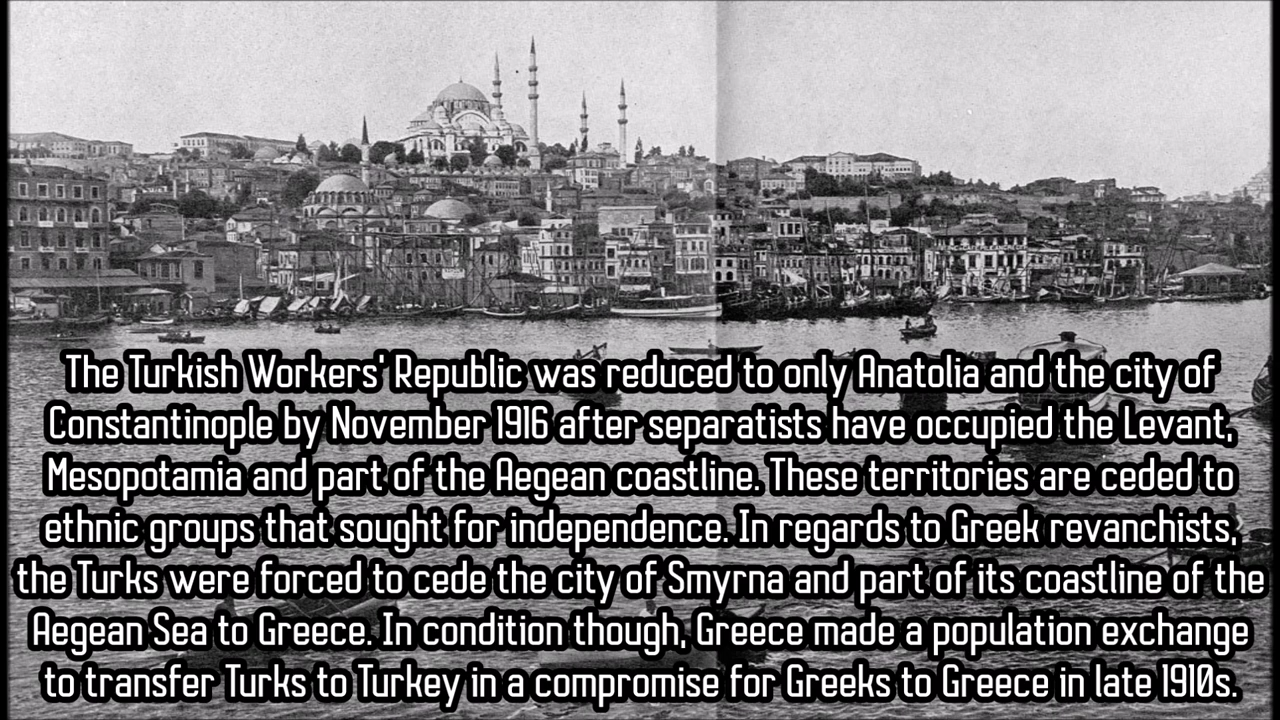 The Turkish Workers' Republic was reduced to only Anatolia and the city of
Constantinople by November 1916 after separatists have occupied the Levant,
Mesopotamia and part of the Aegean coastline. These territories are ceded to
ethnic groups that sought for independence. In regards to Greek revanchists,
the Turks were forced to cede the city of Smyrna and part of its coastline of the
Aegean Sea to Greece. In condition though, Greece made a population exchange
to transfer Turks to Turkey in a compromise for Greeks to Greece in late 1910s.